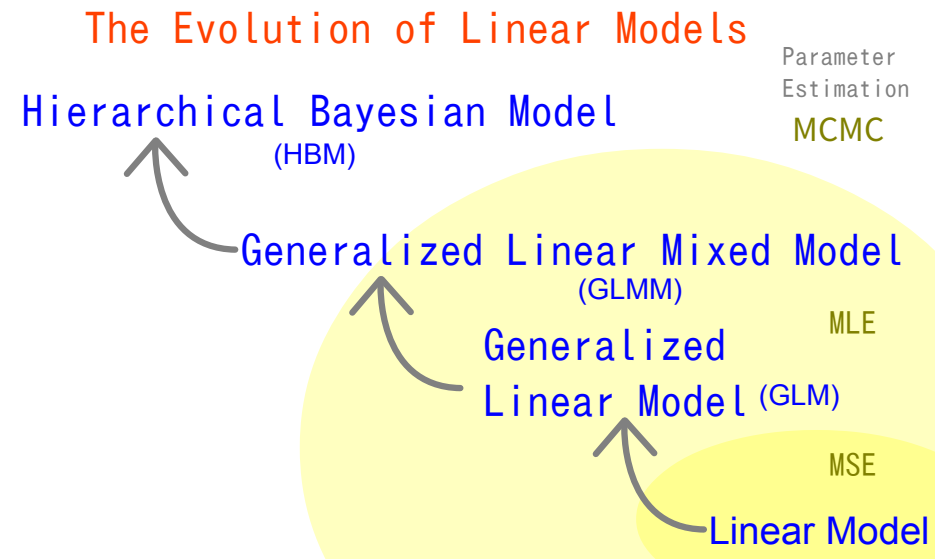 The Evolution of Linear Models
Parameter
Estimation
MCMC
Hierarchical Bayesian Model
(HBM)
Generalized Linear Mixed Model
(GLMM)
MLE
Generalized
Linear Model (GLM)
MSE
Linear Model